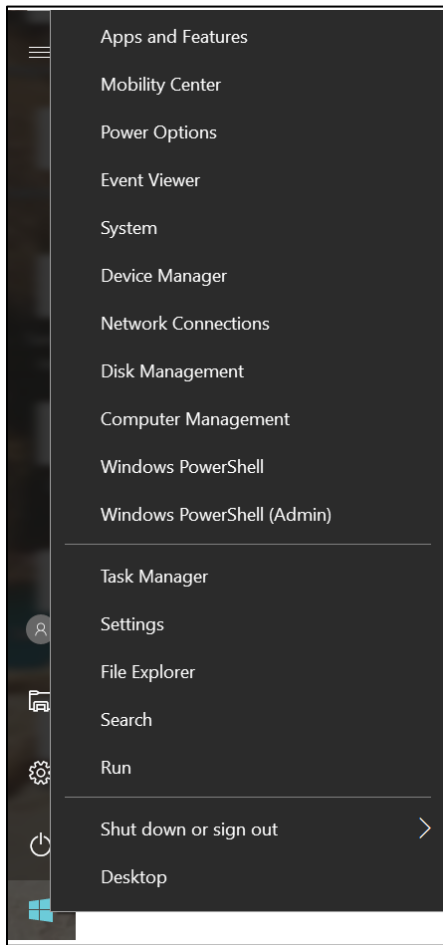 Apps and Features
Mobility Center
Power Options
Event Viewer
System
Device Manager
Network Connections
Disk Management
Computer Management
Windows PowerShell
Windows PowerShell (Admin)
Task Manager
Settings
File Explorer
Search
Run
Shut down or sign out
Desktop